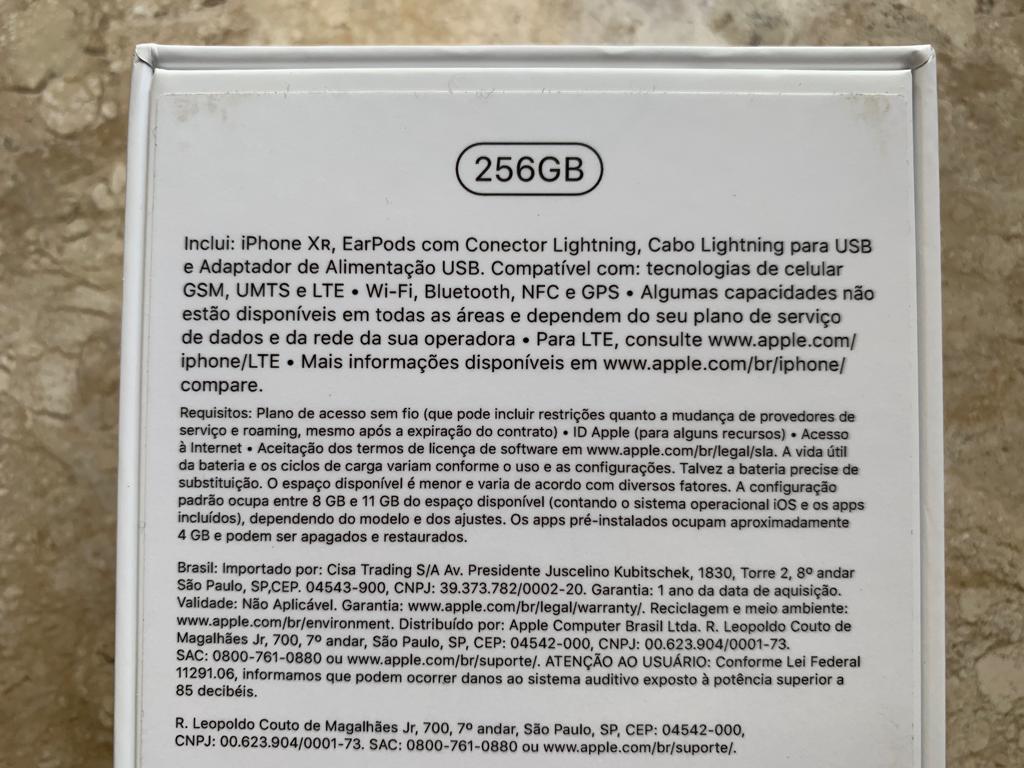 256GB
Inclui: iPhone XR, EarPods com Conector Lightning, Cabo Lightning para USB
e Adaptador de Alimentação USB. Compatível com: tecnologias de celular
GSM, UMTS e LTE • Wi-Fi, Bluetooth, NFC e GPS • Algumas capacidades não
estão disponíveis em todas as áreas e dependem do seu plano de serviço
de dados e da rede da sua operadora • Para LTE, consulte www.apple.com/
iphone/LTE • Mais informações disponíveis em www.apple.com/br/iphone/
compare.
Requisitos: Plano de acesso sem fio (que pode incluir restrições quanto a mudança de provedores de
serviço e roaming, mesmo após a expiração do contrato) • ID Apple (para alguns recursos) • Acesso
à Internet • Aceitação dos termos de licença de software em www.apple.com/br/legal/sla. A vida útil
da bateria e os ciclos de carga variam conforme o uso e as configurações. Talvez a bateria precise de
substituição. O espaço disponível é menor e varia de acordo com diversos fatores. A configuração
padrão ocupa entre 8 GB e 11 GB do espaço disponível (contando o sistema operacional iOS e os apps
incluídos), dependendo do modelo e dos ajustes. Os apps pré-instalados ocupam aproximadamente
4 GB e podem ser apagados e restaurados.
Brasil: Importado por: Cisa Trading S/A Av. Presidente Juscelino Kubitschek, 1830, Torre 2, 8º andar
São Paulo, SP,CEP. 04543-900, CNPJ: 39.373.782/0002-20. Garantia: 1 ano da data de aquisição.
Validade: Não Aplicável. Garantia: www.apple.com/br/legal/warranty/. Reciclagem e meio ambiente:
www.apple.com/br/environment. Distribuído por: Apple Computer Brasil Ltda. R. Leopoldo Couto de
Magalhães Jr, 700, 7º andar, São Paulo, SP, CEP: 04542-000, CNPJ: 00.623.904/0001-73.
SAC: 0800-761-0880 ou www.apple.com/br/suporte/. ATENÇÃO AO USUÁRIO: Conforme Lei Federal
11291.06, informamos que podem ocorrer danos ao sistema auditivo exposto à potência superior a
85 decibéis.
R. Leopoldo Couto de Magalhães Jr, 700, 7º andar, São Paulo, SP, CEP: 04542-000,
CNPJ: 00.623.904/0001-73. SAC: 0800-761-0880 ou www.apple.com/br/suporte/.